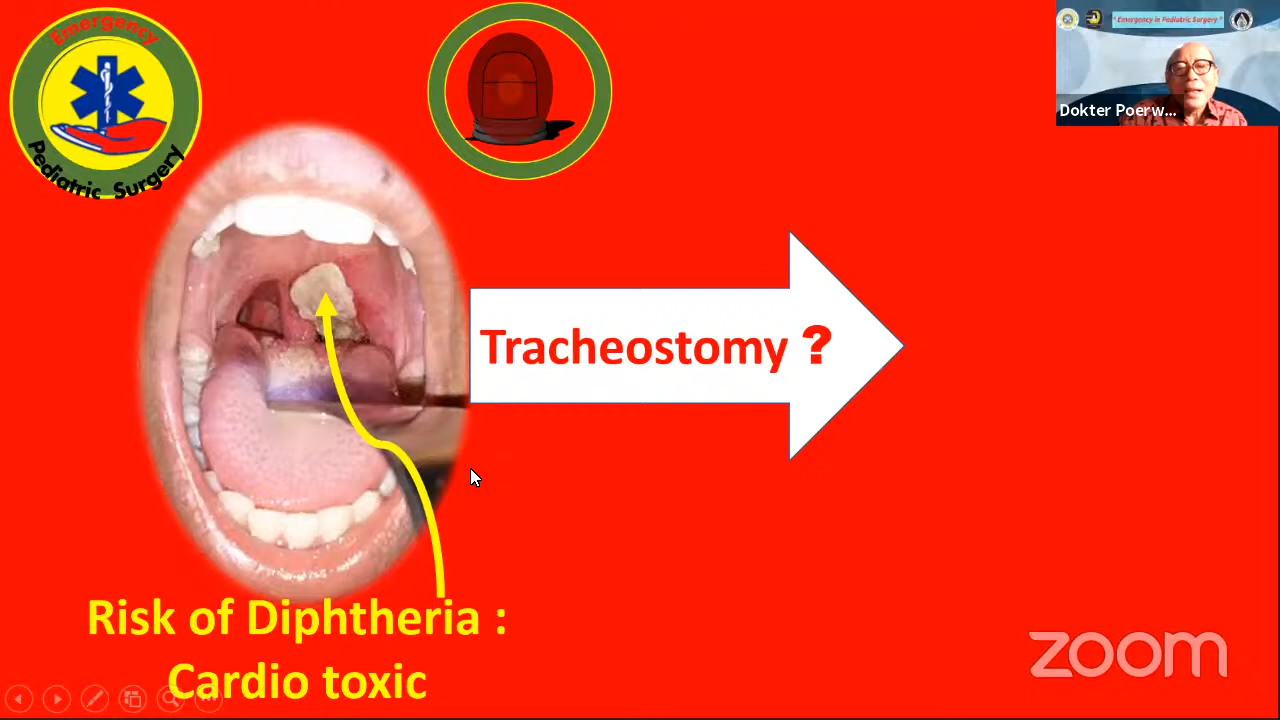 Emergency
Pediatric Surgery
" Emergency in Pediatric Surgery "
Dokter Poerw...
Tracheostomy ?
Risk of Diphtheria :
Cardio toxic
zoom